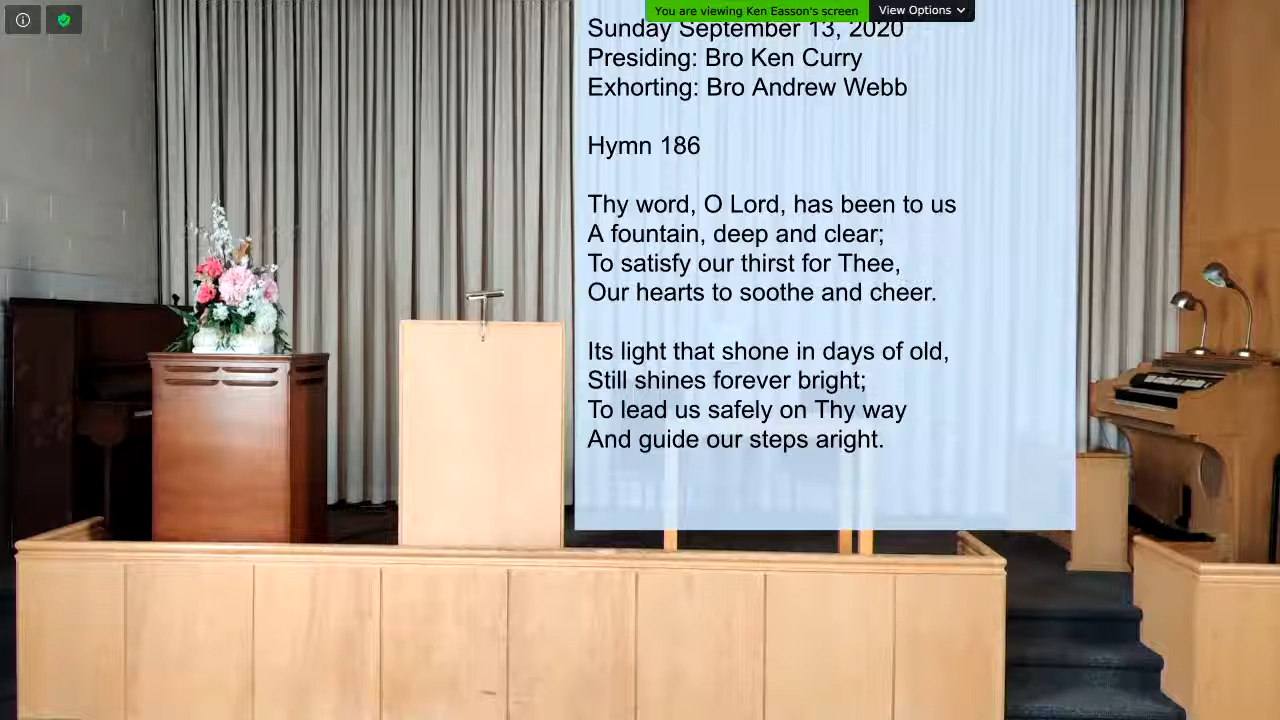 You are viewing Ken Easson's screen
View Options
Sunday September 13, 2020
Presiding: Bro Ken Curry
Exhorting: Bro Andrew Webb
Hymn 186
Thy word, O Lord, has been to us
A fountain, deep and clear;
To satisfy our thirst for Thee,
Our hearts to soothe and cheer.
Its light that shone in days of old,
Still shines forever bright;
To lead us safely on Thy way
And guide our steps aright.